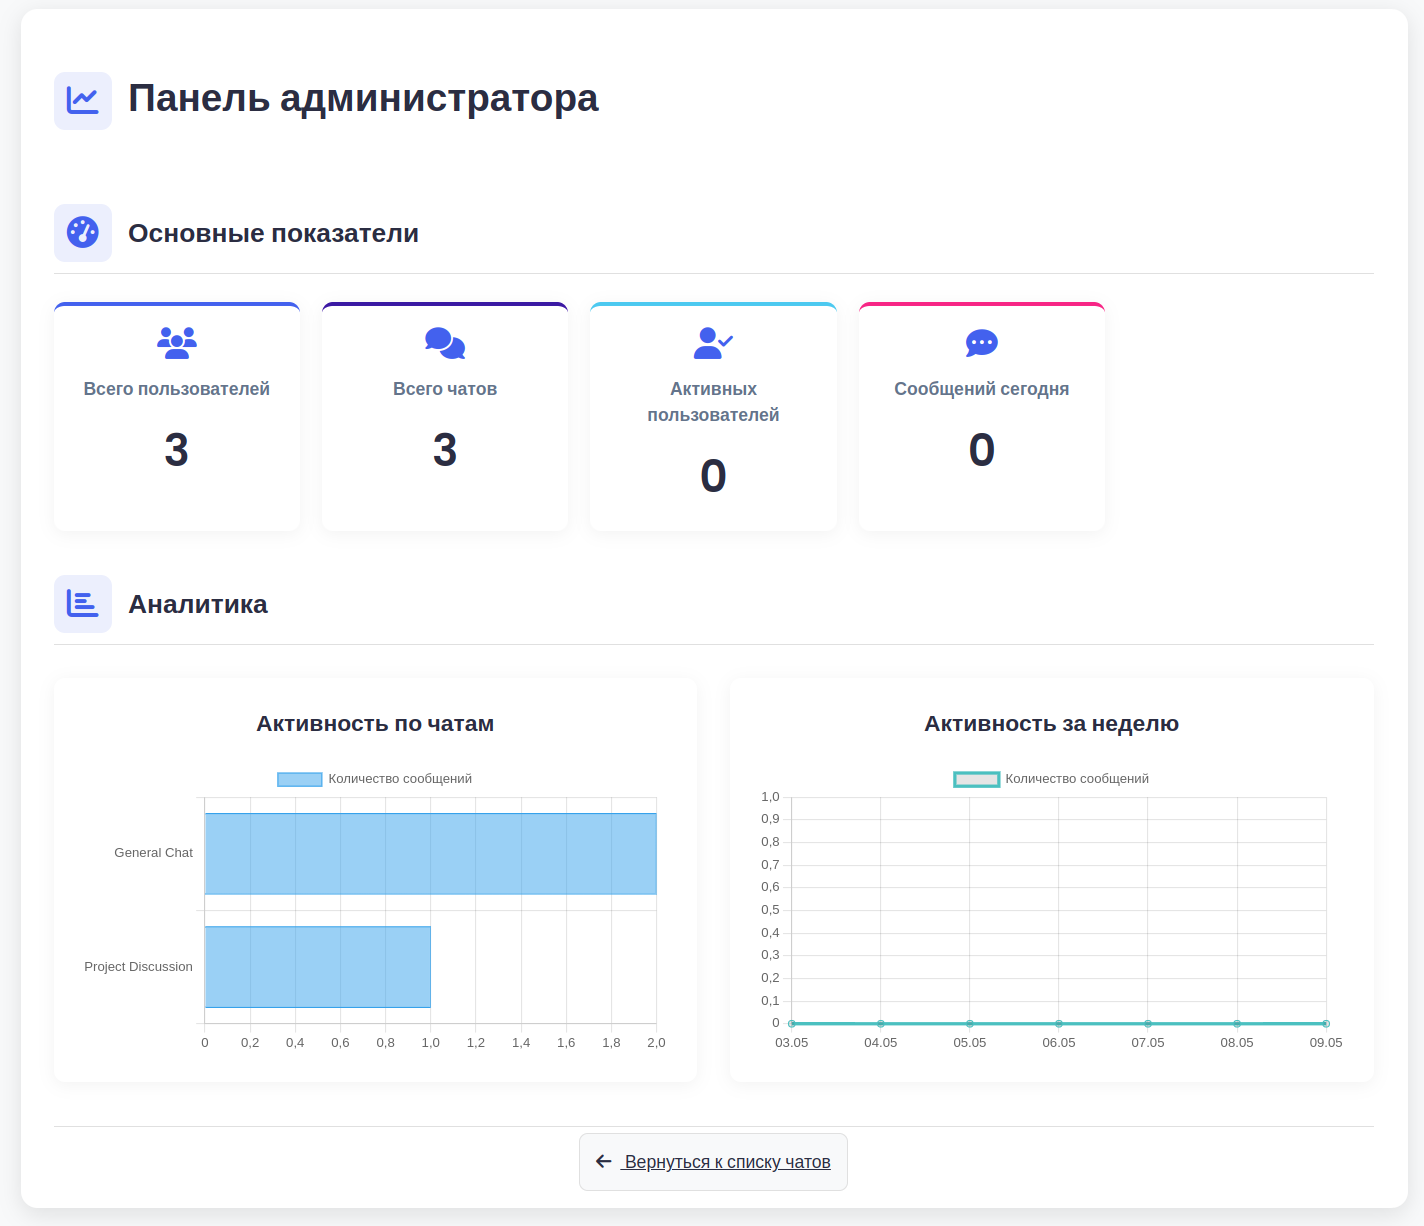 Панель администратора
Основные показатели
Всего пользователей
3
Всего чатов
3
Активных
пользователей
0
Сообщений сегодня
0
Аналитика
Активность по чатам
Количество сообщений
General Chat
Project Discussion
0 0,2 0,4 0,6 0,8 1,0 1,2 1,4 1,6 1,8 2,0
Активность за неделю
Количество сообщений
1,0
0,9
0,8
0,7
0,6
0,5
0,4
0,3
0,2
0,1
0
03.05 04.05 05.05 06.05 07.05 08.05 09.05
Вернуться к списку чатов